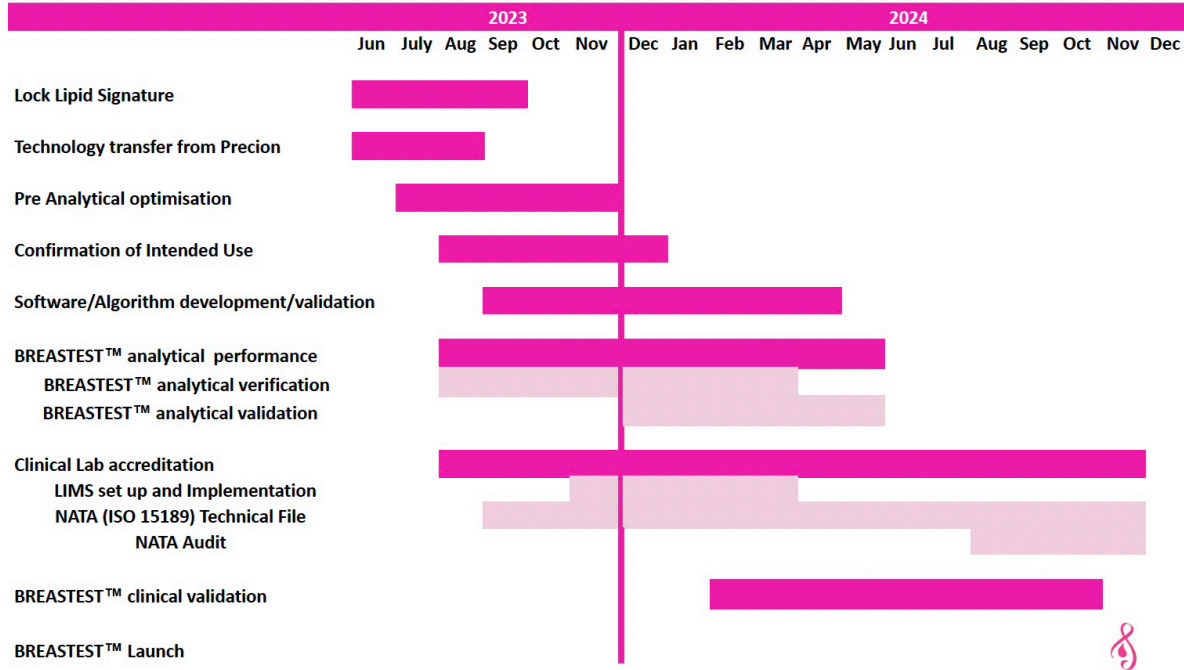 2023 2024
Jun July Aug Sep Oct Nov Dec Jan Feb Mar Apr May Jun Jul Aug Sep Oct Nov Dec
Lock Lipid Signature
Technology transfer from Precion
Pre Analytical optimisation
Confirmation of Intended Use
Software/Algorithm development/validation
BREASTEST™ analytical performance
BREASTEST™ analytical verification
BREASTEST™ analytical validation
Clinical Lab accreditation
LIMS set up and Implementation
NATA (ISO 15189) Technical File
NATA Audit
BREASTEST™ clinical validation
BREASTEST™ Launch